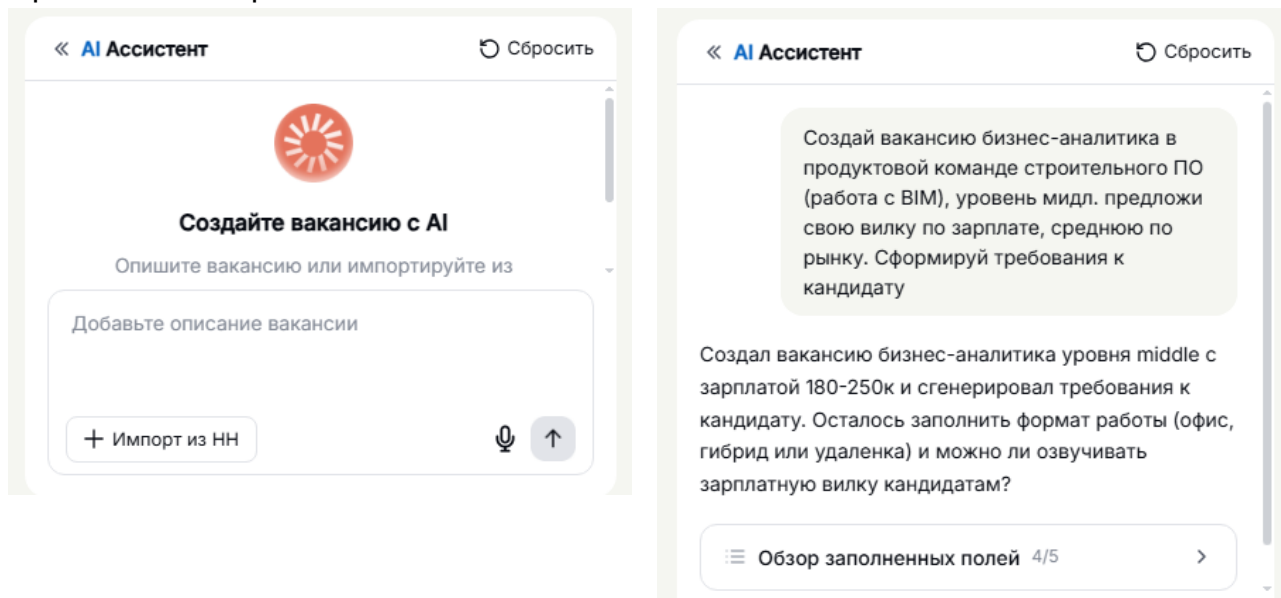 AI Ассистент
Сбросить
Создайте вакансию с AI
Опишите вакансию или импортируйте из
Добавьте описание вакансии
+ Импорт из HH
AI Ассистент
Сбросить
Создай вакансию бизнес-аналитика в
продуктовой команде строительного ПО
(работа с BIM), уровень мидл. предложи
свою вилку по зарплате, среднюю по
рынку. Сформируй требования к
кандидату
Создал вакансию бизнес-аналитика уровня middle с
зарплатой 180-250к и сгенерировал требования к
кандидату. Осталось заполнить формат работы (офис,
гибрид или удаленка) и можно ли озвучивать
зарплатную вилку кандидатам?
Обзор заполненных полей 4/5